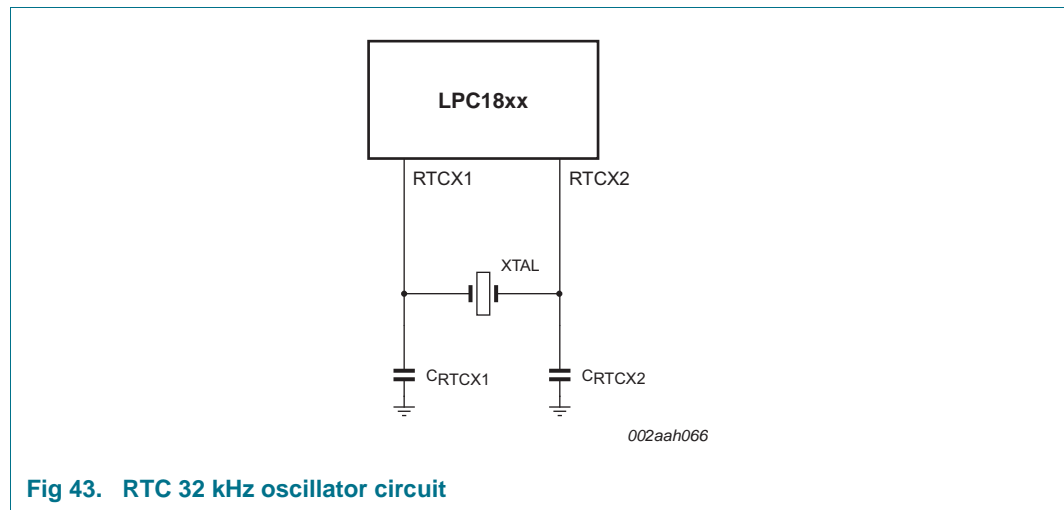 LPC18xx
RTCX1 RTCX2
XTAL
CRTCX1 CRTCX2
002aah066
Fig 43. RTC 32 kHz oscillator circuit